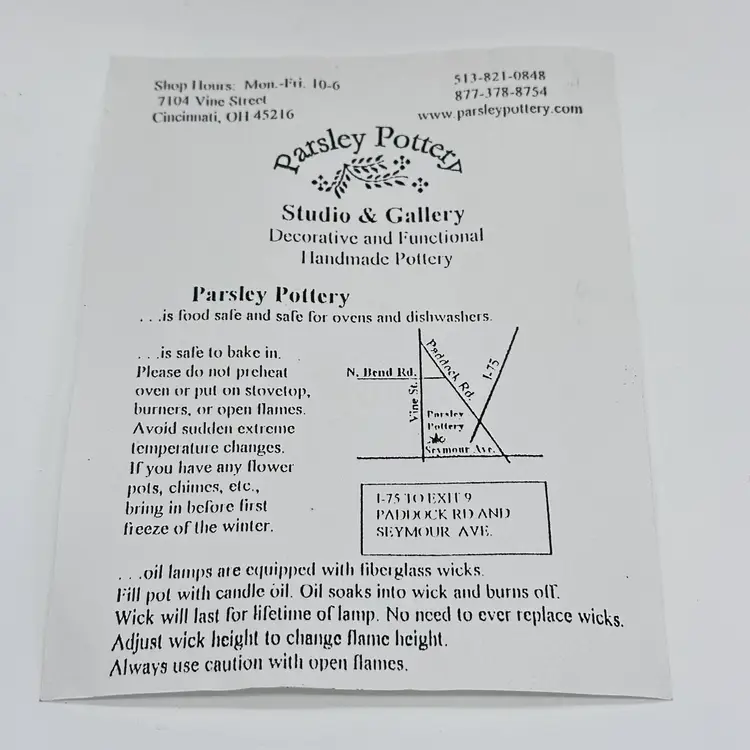 Shop Hours: Mon.-Fri. 10-6
7104 Vine Street
Cincinnati, OH 45216
513-821-0848
877-378-8754
www.parsleypottery.com
Parsley Pottery
Studio & Gallery
Decorative and Functional
Handmade Pottery
Parsley Pottery
. . .is food safe and safe for ovens and dishwashers.
. . .is safe to bake in.
Please do not preheat
oven or put on stovetop,
burners, or open flames.
Avoid sudden extreme
temperature changes.
If you have any flower
pots, chimes, etc.,
bring in before first
freeze of the winter.
N. Bend Rd.
Vine St.
Paddock Rd.
I-75
Parsley
Pottery
Seymour Ave.
I-75 TO EXIT 9
PADDOCK RD AND
SEYMOUR AVE.
. . .oil lamps are equipped with fiberglass wicks.
Fill pot with candle oil. Oil soaks into wick and burns off.
Wick will last for lifetime of lamp. No need to ever replace wicks.
Adjust wick height to change flame height.
Always use caution with open flames.